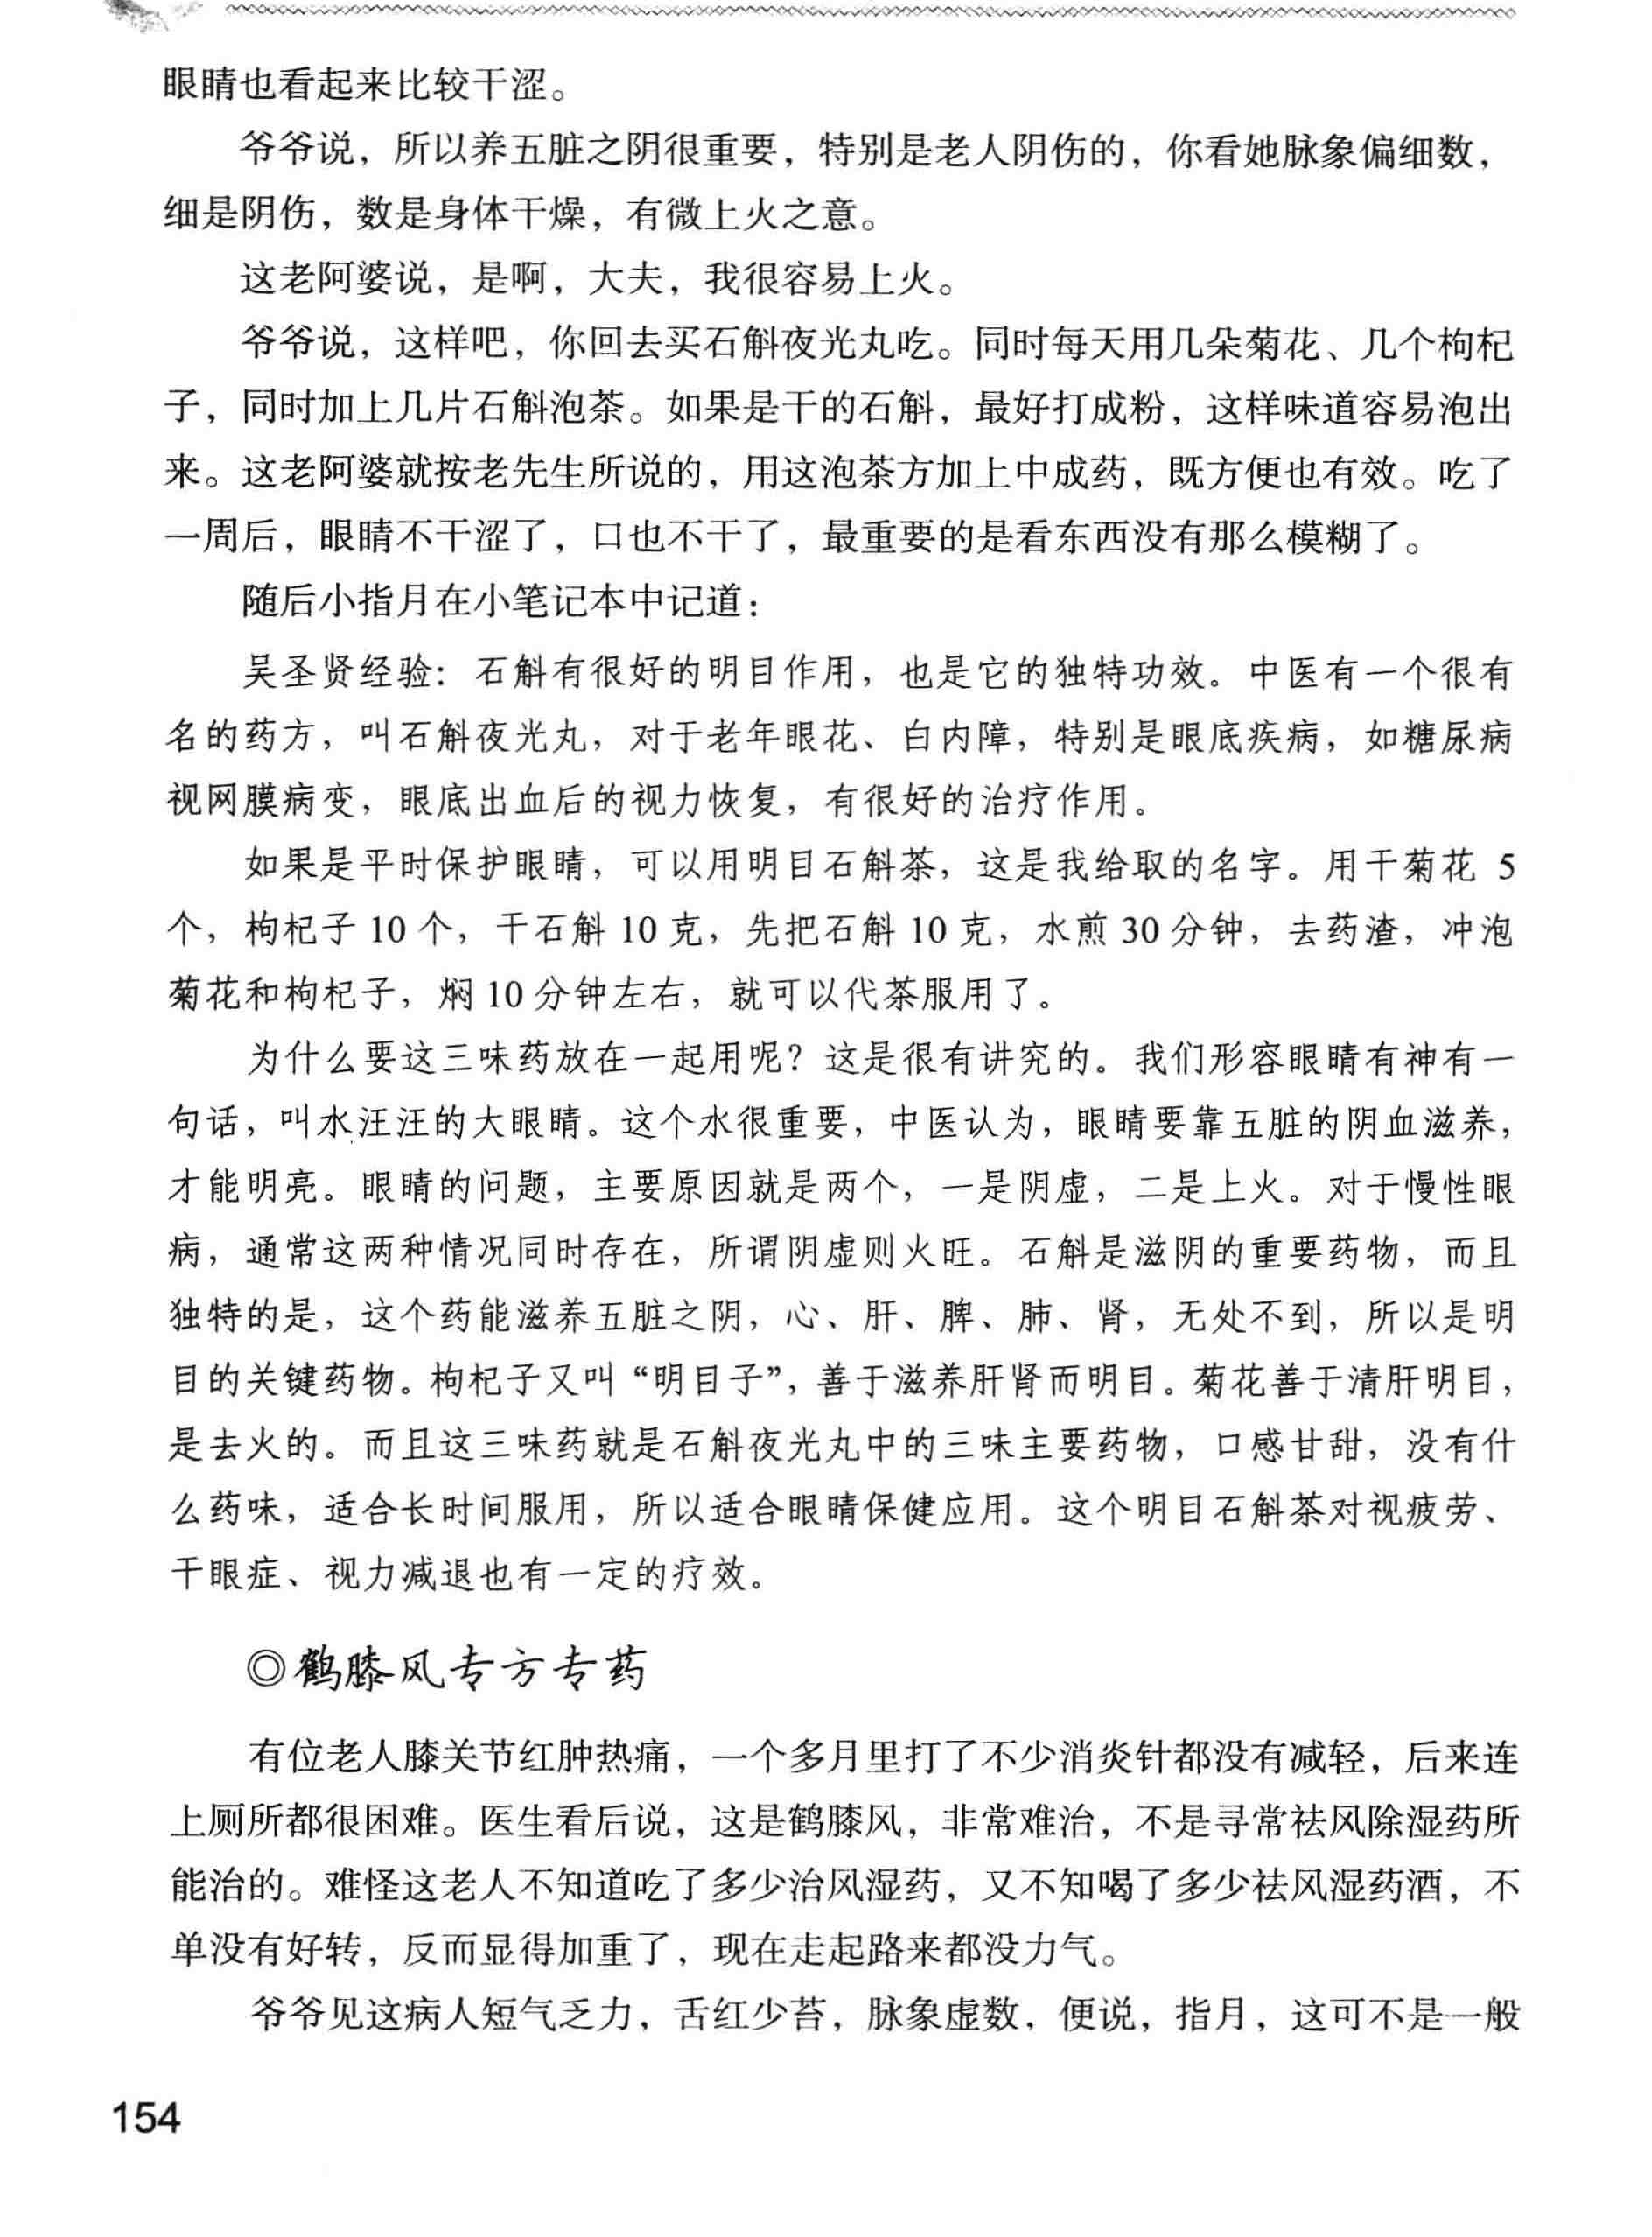 眼睛也看起来比较干涩。
爷爷说，所以养五脏之阴很重要，特别是老人阴伤的，你看她脉象偏细数，
细是阴伤，数是身体干燥，有微上火之意。
这老阿婆说，是啊，大夫，我很容易上火。
爷爷说，这样吧，你回去买石斛夜光丸吃。同时每天用几朵菊花、几个枸杞
子，同时加上几片石斛泡茶。如果是干的石斛，最好打成粉，这样味道容易泡出
来。这老阿婆就按老先生所说的，用这泡茶方加上中成药，既方便也有效。吃了
一周后，眼睛不干涩了，口也不干了，最重要的是看东西没有那么模糊了。
随后小指月在小笔记本中记道：
吴圣贤经验：石斛有很好的明目作用，也是它的独特功效。中医有一个很有
名的药方，叫石斛夜光丸，对于老年眼花、白内障，特别是眼底疾病，如糖尿病
视网膜病变，眼底出血后的视力恢复，有很好的治疗作用。
如果是平时保护眼睛，可以用明目石斛茶，这是我给取的名字。用干菊花 5
个，枸杞子 10 个，干石斛 10 克，先把石斛 10 克，水煎 30 分钟，去药渣，冲泡
菊花和枸杞子，焖 10 分钟左右，就可以代茶服用了。
为什么要这三味药放在一起用呢？这是很有讲究的。我们形容眼睛有神有一
句话，叫水汪汪的大眼睛。这个水很重要，中医认为，眼睛要靠五脏的阴血滋养，
才能明亮。眼睛的问题，主要原因就是两个，一是阴虚，二是上火。对于慢性眼
病，通常这两种情况同时存在，所谓阴虚则火旺。石斛是滋阴的重要药物，而且
独特的是，这个药能滋养五脏之阴，心、肝、脾、肺、肾，无处不到，所以是明
目的关键药物。枸杞子又叫“明目子”，善于滋养肝肾而明目。菊花善于清肝明目，
是去火的。而且这三味药就是石斛夜光丸中的三味主要药物，口感甘甜，没有什
么药味，适合长时间服用，所以适合眼睛保健应用。这个明目石斛茶对视疲劳、
干眼症、视力减退也有一定的疗效。
◎鹤膝风专方专药
有位老人膝关节红肿热痛，一个多月里打了不少消炎针都没有减轻，后来连
上厕所都很困难。医生看后说，这是鹤膝风，非常难治，不是寻常祛风除湿药所
能治的。难怪这老人不知道吃了多少治风湿药，又不知喝了多少祛风湿药酒，不
单没有好转，反而显得加重了，现在走起路来都没力气。
爷爷见这病人短气乏力，舌红少苔，脉象虚数，便说，指月，这可不是一般
154